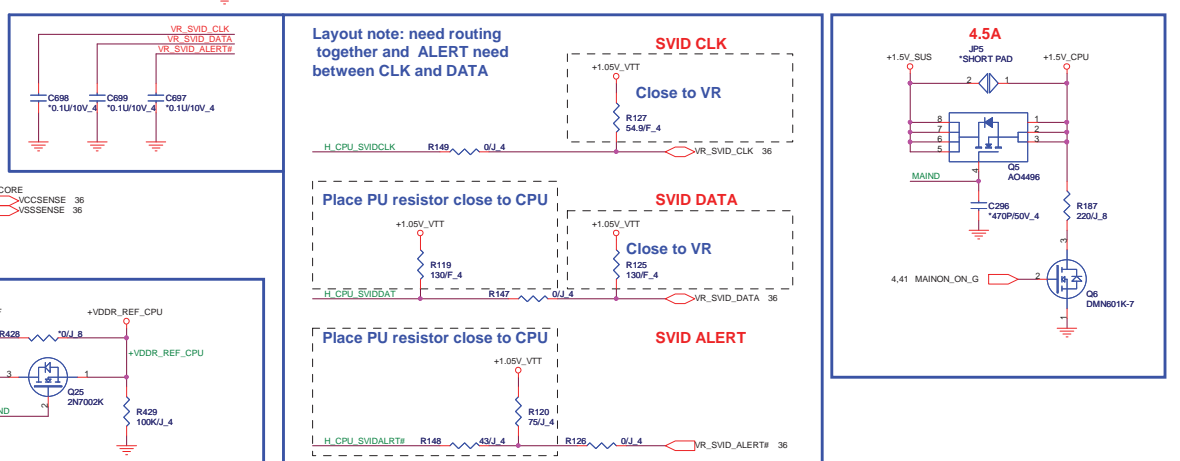 VR_SVID_CLK
VR_SVID_DATA
VR_SVID_ALERT#
C698
*0.1U/10V_4
C699
*0.1U/10V_4
C697
*0.1U/10V_4
CORE
VCCSENSE 36
VSSSENSE 36
+VDDR_REF_CPU
R428
*0/J_8
+VDDR_REF_CPU
3
1
2
Q25
2N7002K
ND
R429
100K/J_4
Layout note: need routing
together and ALERT need
between CLK and DATA
SVID CLK
+1.05V_VTT
Close to VR
R127
54.9/F_4
H_CPU_SVIDCLK
R149
0/J_4
VR_SVID_CLK 36
Place PU resistor close to CPU
SVID DATA
+1.05V_VTT
+1.05V_VTT
Close to VR
R119
130/F_4
R125
130/F_4
H_CPU_SVIDDAT
R147
0/J_4
VR_SVID_DATA 36
Place PU resistor close to CPU
SVID ALERT
+1.05V_VTT
R120
75/J_4
H_CPU_SVIDALRT#
R148
43/J_4
R126
0/J_4
VR_SVID_ALERT# 36
4.5A
JP5
*SHORT PAD
+1.5V_SUS
+1.5V_CPU
2
1
8
7
6
5
1
2
3
4
Q5
AO4496
MAIND
C296
*470P/50V_4
R187
220/J_8
3
4,41 MAINON_ON_G
2
Q6
DMN601K-7
1